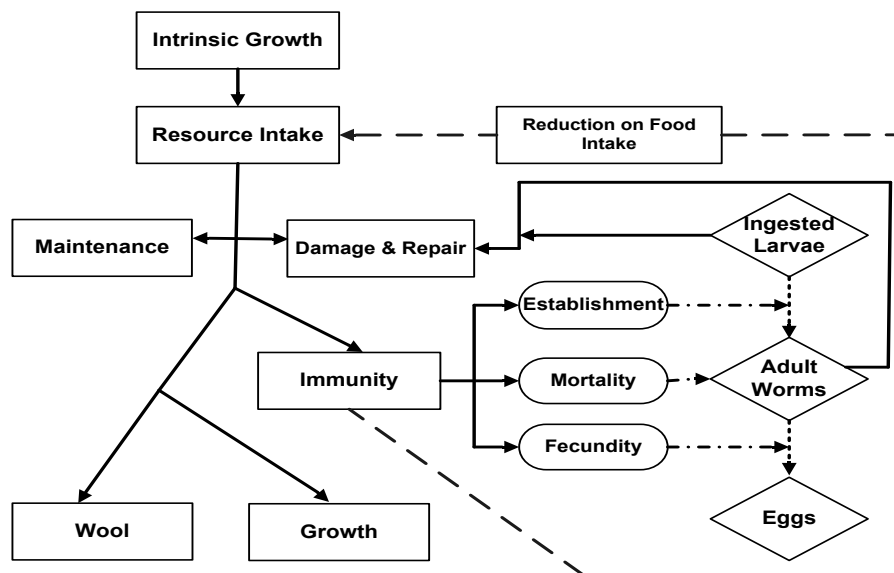 Intrinsic Growth
Resource Intake
Reduction on Food
Intake
Maintenance
Damage & Repair
Ingested
Larvae
Establishment
Immunity
Mortality
Adult
Worms
Fecundity
Wool
Growth
Eggs